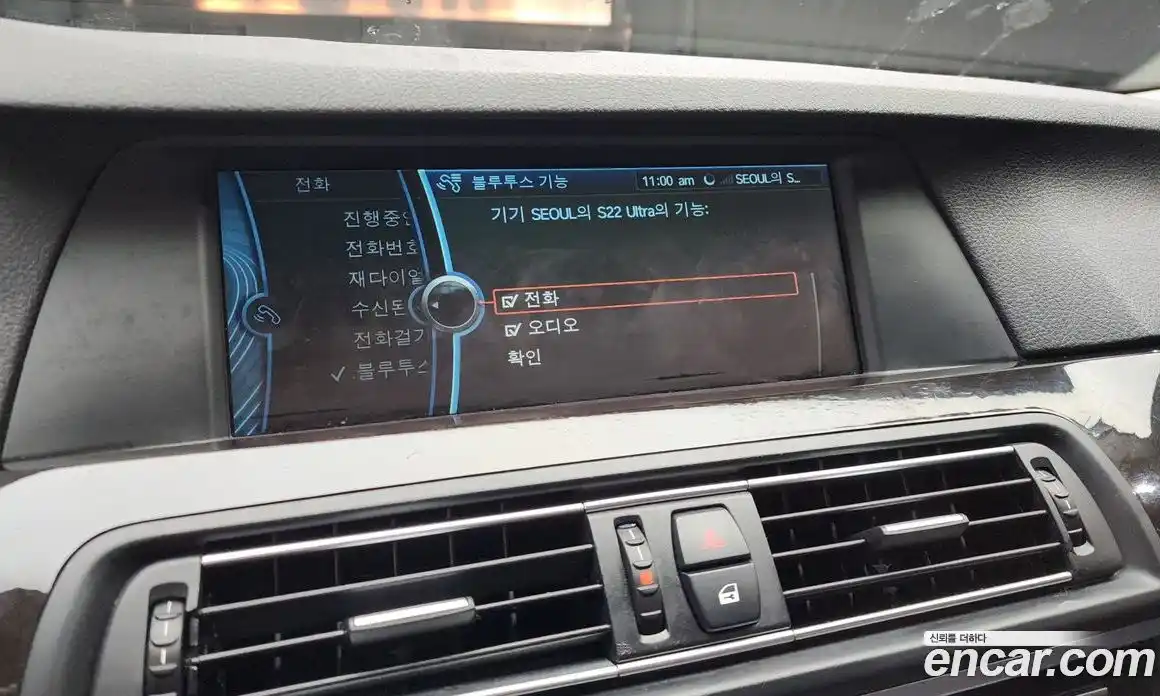 전화
블루투스 기능
11:00 am
SEOUL의 S...
기기 SEOUL의 S22 Ultra의 기능:
진행중
전화번호
재다이얼
수신된
전화걸기
블루투스
전화
오디오
확인
신뢰를 더하다
encar.com